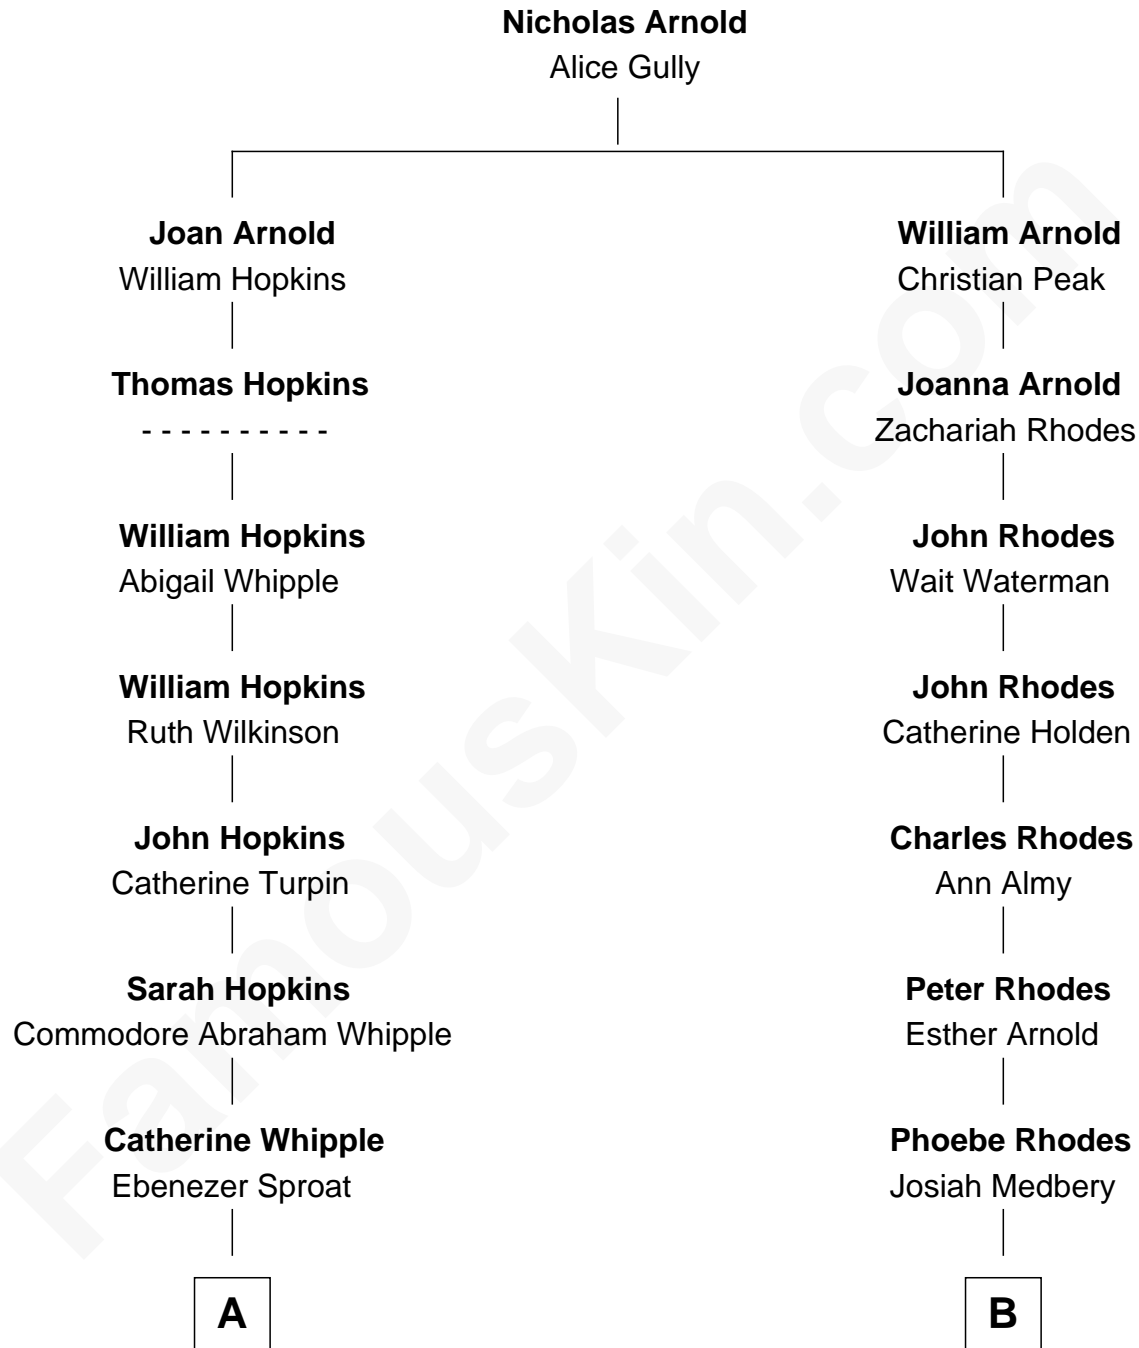 Nicholas Arnold
Alice Gully
Joan Arnold
William Hopkins
William Arnold
Christian Peak
Thomas Hopkins
- - - - - - - - - -
Joanna Arnold
Zachariah Rhodes
William Hopkins
Abigail Whipple
John Rhodes
Wait Waterman
William Hopkins
Ruth Wilkinson
John Rhodes
Catherine Holden
John Hopkins
Catherine Turpin
Charles Rhodes
Ann Almy
Sarah Hopkins
Commodore Abraham Whipple
Peter Rhodes
Esther Arnold
Catherine Whipple
Ebenezer Sproat
Phoebe Rhodes
Josiah Medbery
A
B
FamousKin.com